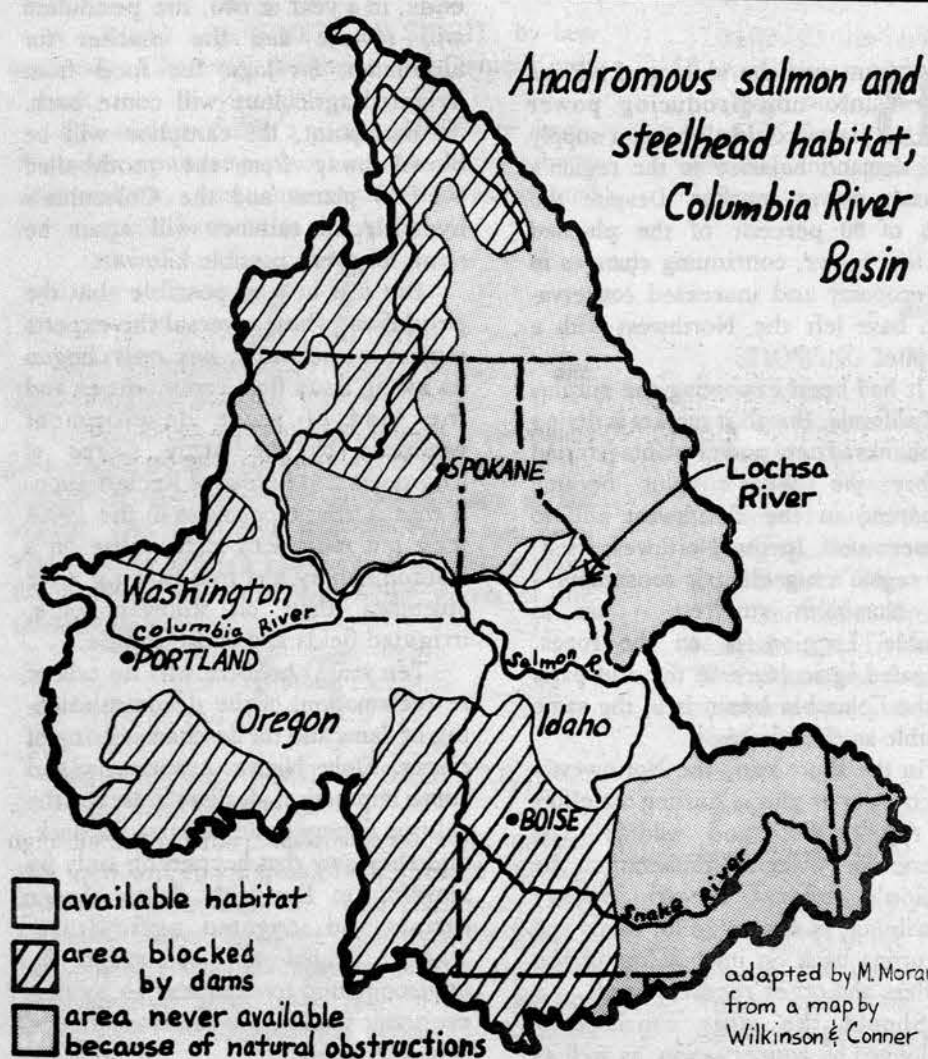 Anadromous salmon and
steelhead habitat,
Columbia River
Basin
SPOKANE
Lochsa
River
Washington
Columbia River
PORTLAND
Salmon R.
Oregon
Idaho
BOISE
Snake River
available habitat
area blocked
by dams
area never available
because of natural obstructions
adapted by M. Moran
from a map by
Wilkinson & Conner